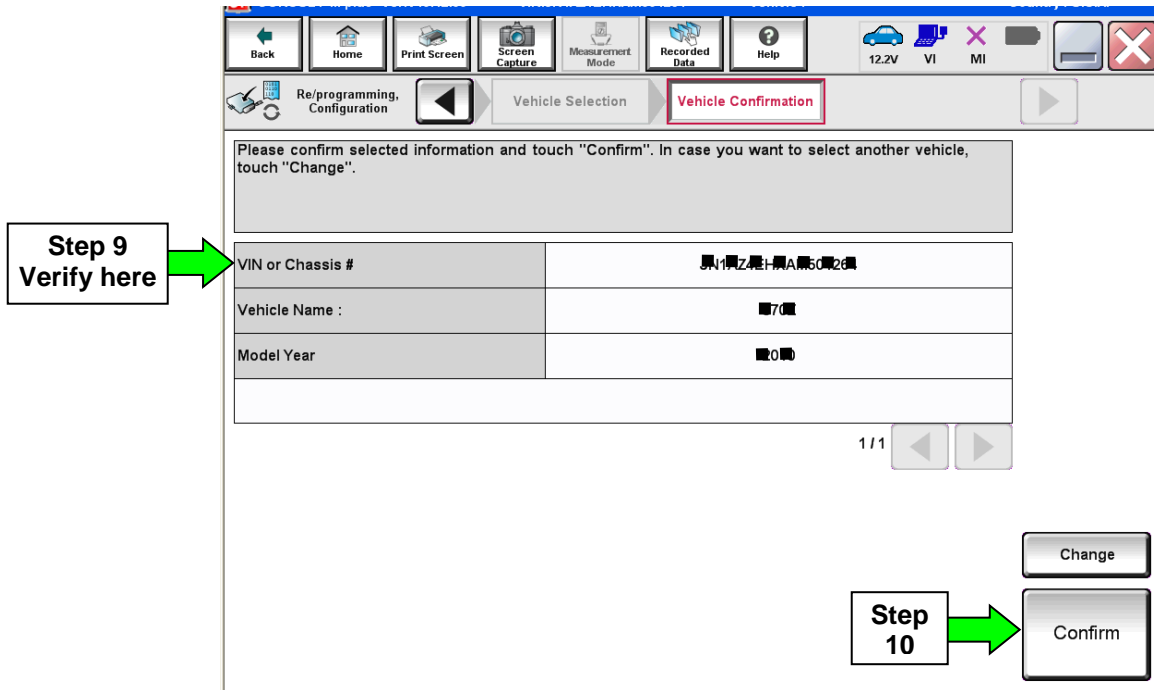 Back Home Print Screen Screen Capture Measurement Mode Recorded Data Help 12.2V VI MI
Re/programming, Configuration Vehicle Selection Vehicle Confirmation
Please confirm selected information and touch "Confirm". In case you want to select another vehicle,
touch "Change".
Step 9
Verify here
VIN or Chassis #
Vehicle Name :
Model Year
1/1
Change
Step
10
Confirm